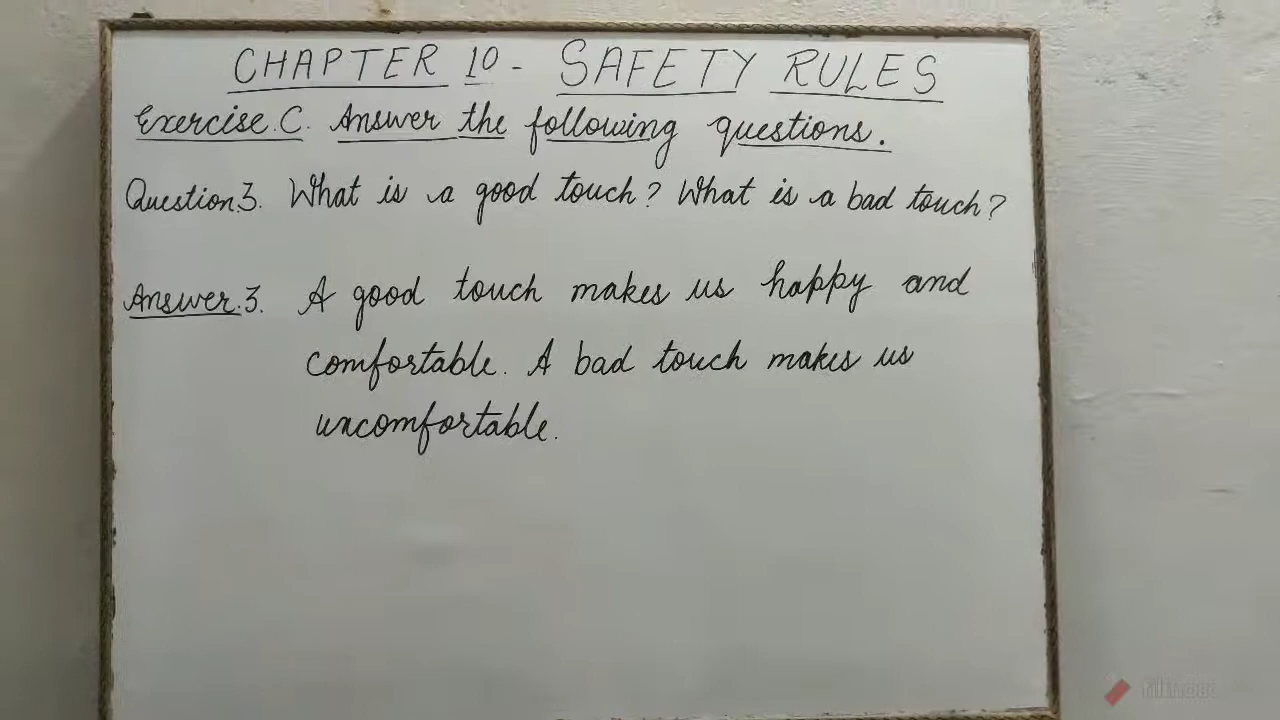 CHAPTER 10 - SAFETY RULES
Exercise.C. Answer the following questions.
Question.3. What is a good touch? What is a bad touch?
Answer.3. A good touch makes us happy and
comfortable. A bad touch makes us
uncomfortable.